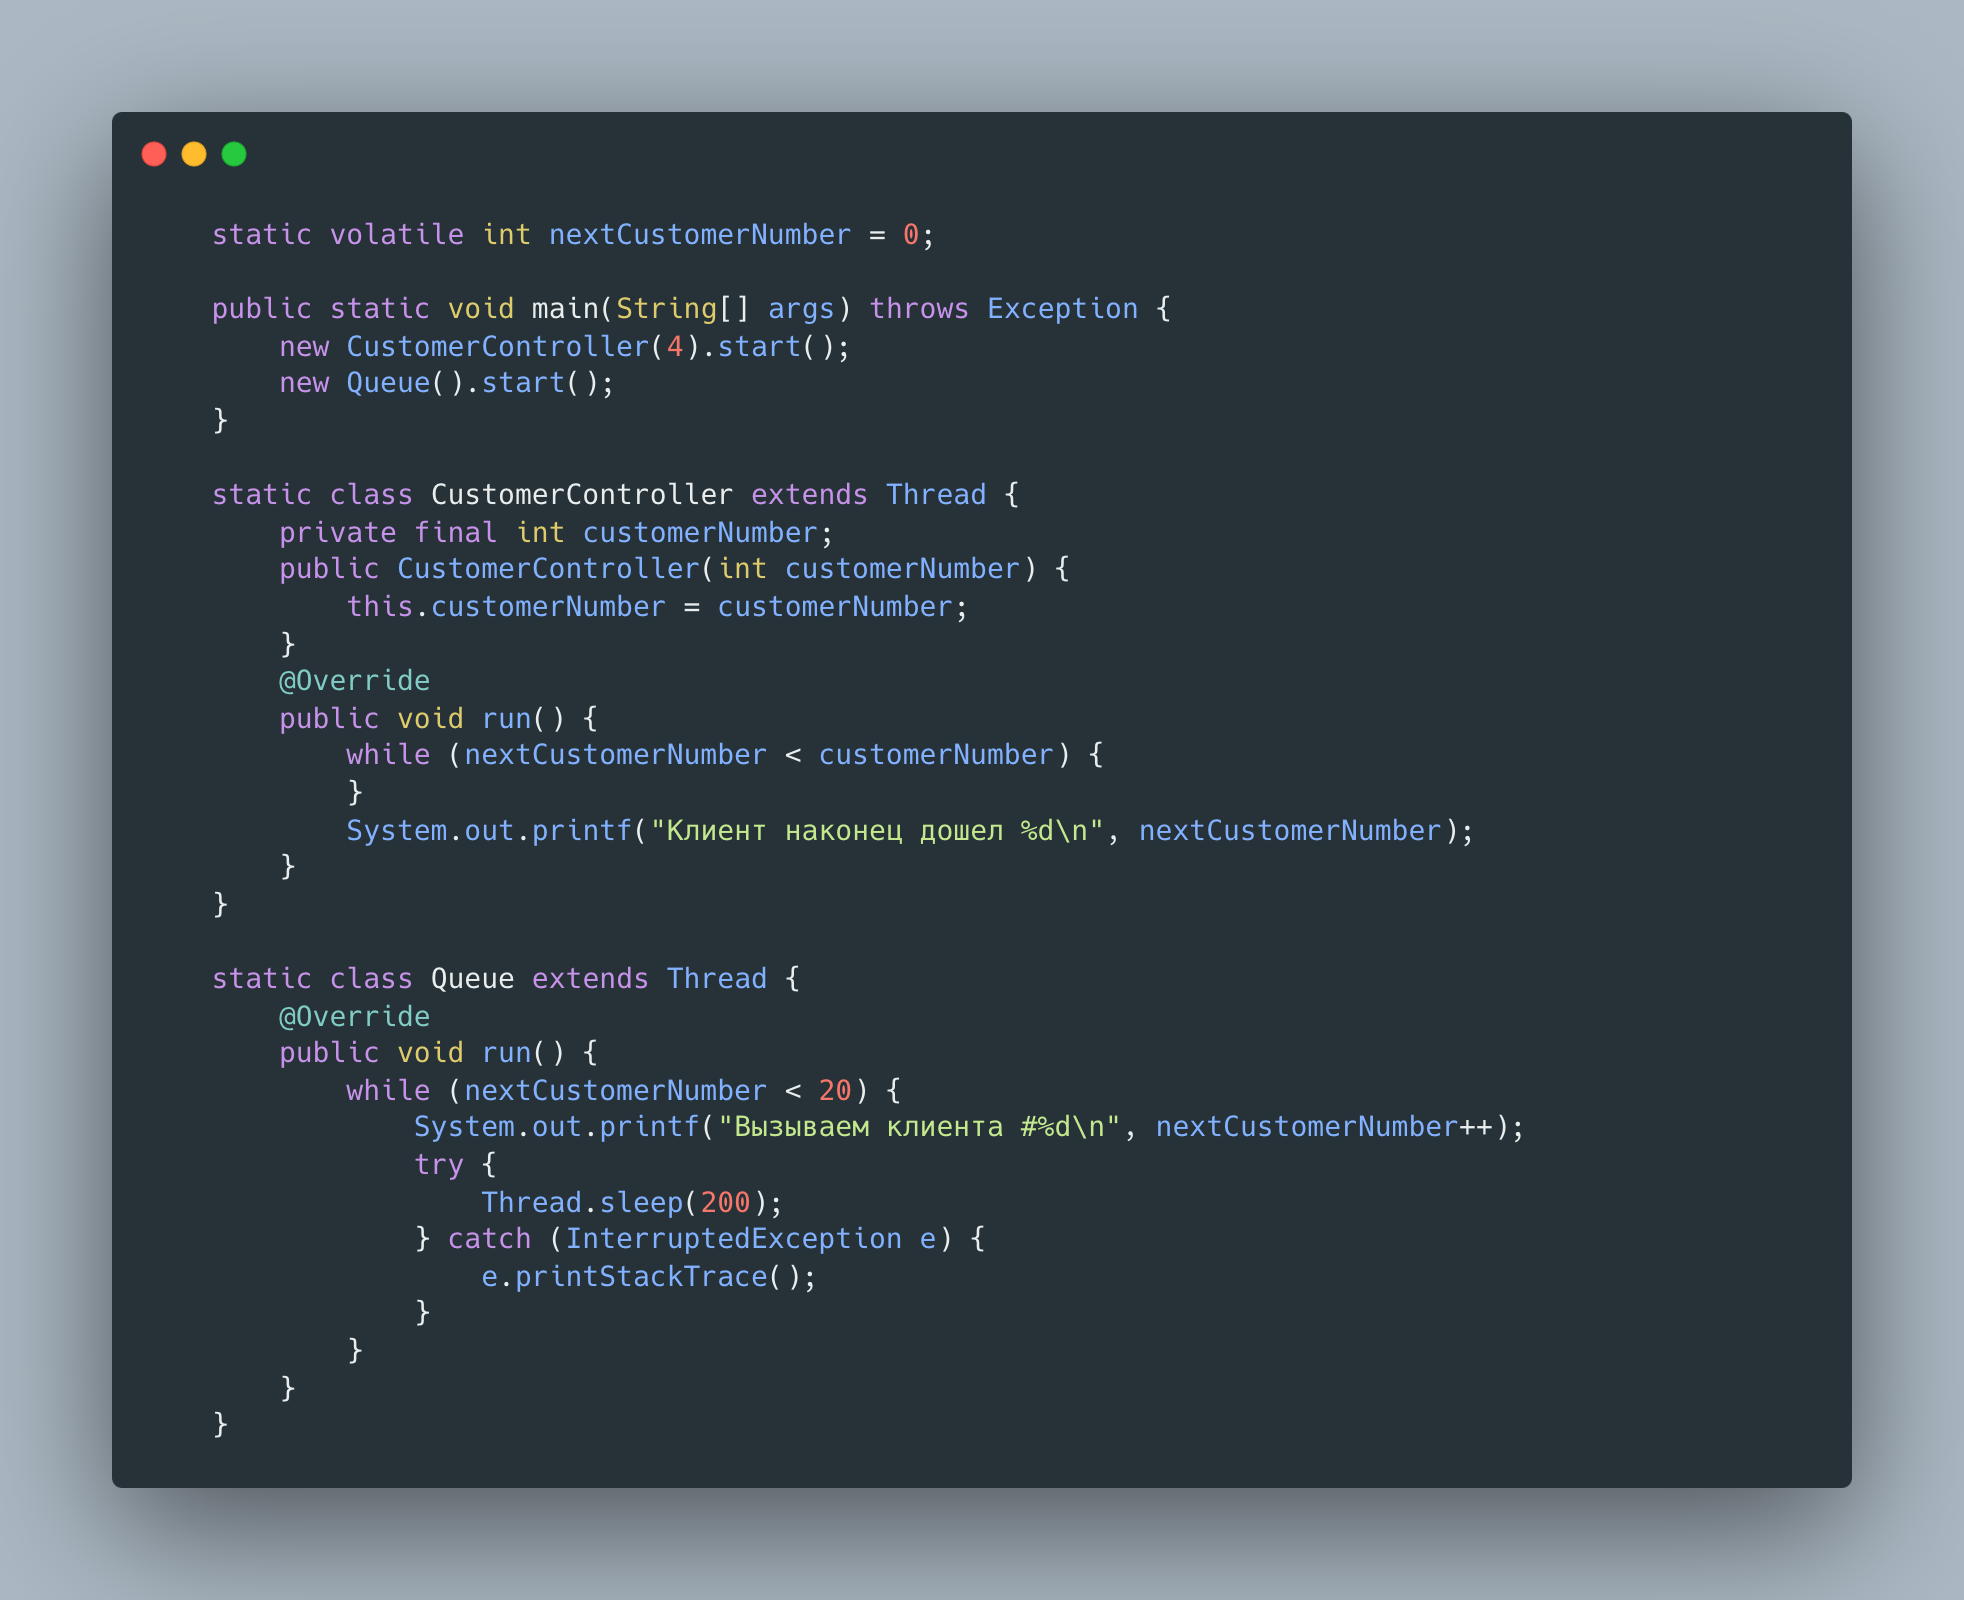 static volatile int nextCustomerNumber = 0;

public static void main(String[] args) throws Exception {
    new CustomerController(4).start();
    new Queue().start();
}

static class CustomerController extends Thread {
    private final int customerNumber;
    public CustomerController(int customerNumber) {
        this.customerNumber = customerNumber;
    }
    @Override
    public void run() {
        while (nextCustomerNumber < customerNumber) {
        }
        System.out.printf("Клиент наконец дошел %d\n", nextCustomerNumber);
    }
}

static class Queue extends Thread {
    @Override
    public void run() {
        while (nextCustomerNumber < 20) {
            System.out.printf("Вызываем клиента #%d\n", nextCustomerNumber++);
            try {
                Thread.sleep(200);
            } catch (InterruptedException e) {
                e.printStackTrace();
            }
        }
    }
}